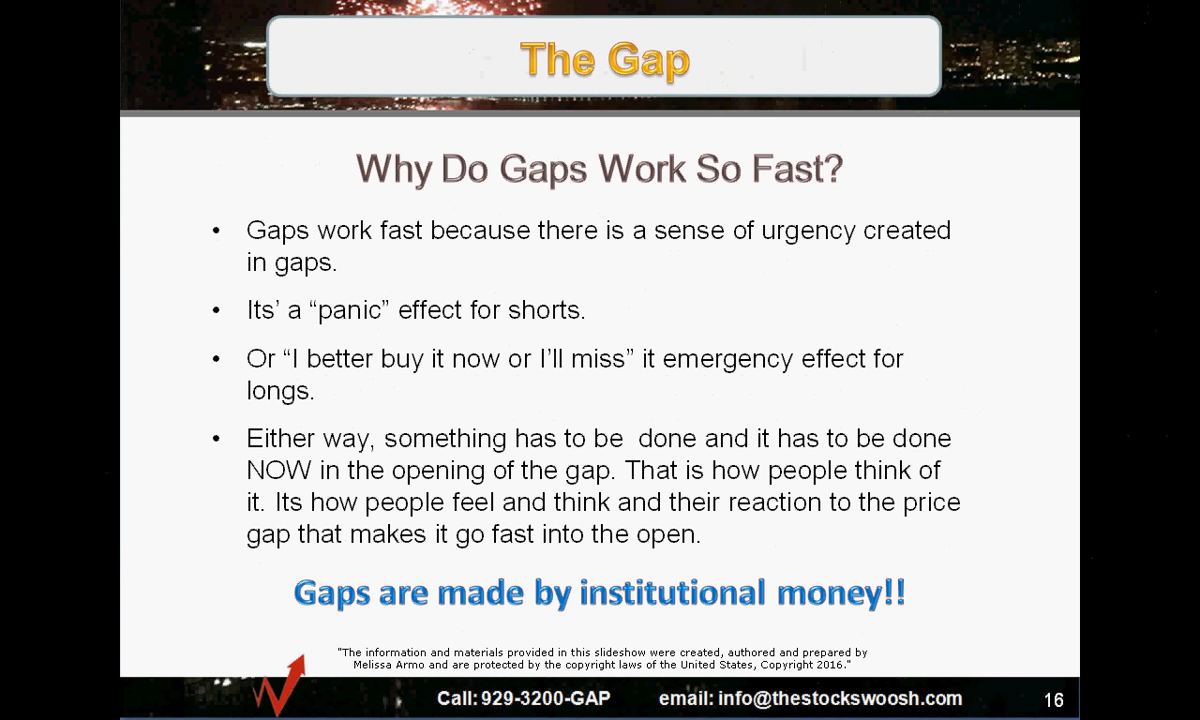 The Gap
Why Do Gaps Work So Fast?
• Gaps work fast because there is a sense of urgency created
in gaps.
• Its’ a “panic” effect for shorts.
• Or “I better buy it now or I’ll miss” it emergency effect for
longs.
• Either way, something has to be  done and it has to be done
NOW in the opening of the gap. That is how people think of
it. Its how people feel and think and their reaction to the price
gap that makes it go fast into the open.
Gaps are made by institutional money!!
"The information and materials provided in this slideshow were created, authored and prepared by
Melissa Armo and are protected by the copyright laws of the United States, Copyright 2016."
Call: 929-3200-GAP email: info@thestockswoosh.com 16